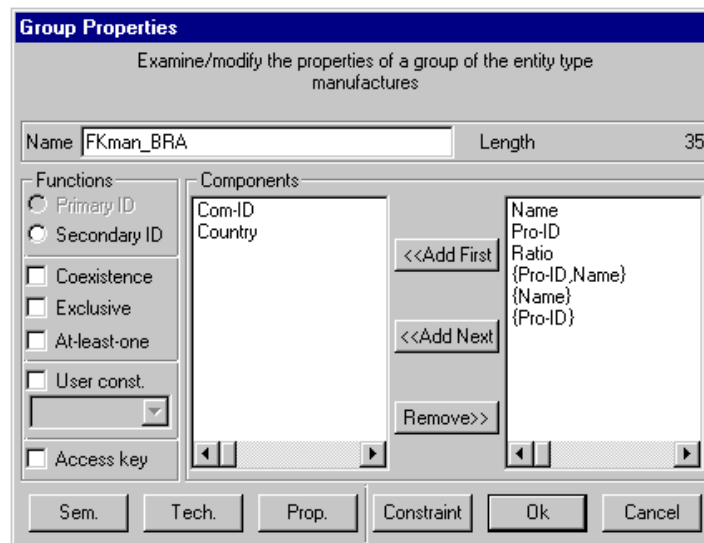 Group Properties
Examine/modify the properties of a group of the entity type
manufactures
Name FKman_BRA Length 35
Functions
Primary ID
Secondary ID
Coexistence
Exclusive
At-least-one
User const.
Access key
Components
Com-ID
Country
<<Add First
<<Add Next
Remove>>
Name
Pro-ID
Ratio
{Pro-ID,Name}
{Name}
{Pro-ID}
Sem. Tech. Prop. Constraint Ok Cancel